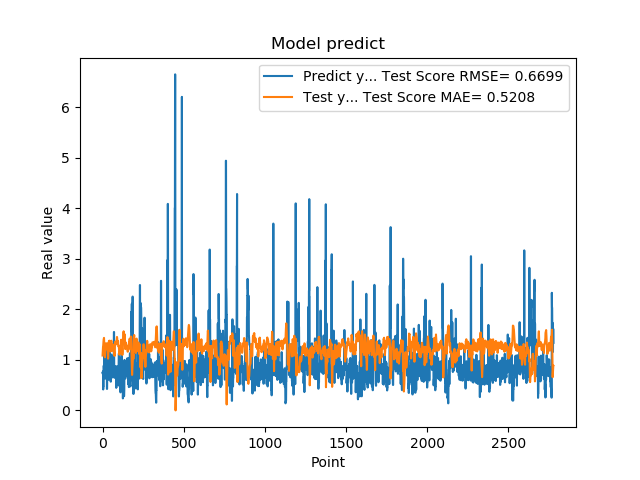 Model predict
Predict y... Test Score RMSE= 0.6699
Test y... Test Score MAE= 0.5208
Real value
6
5
4
3
2
1
0
0 500 1000 1500 2000 2500
Point